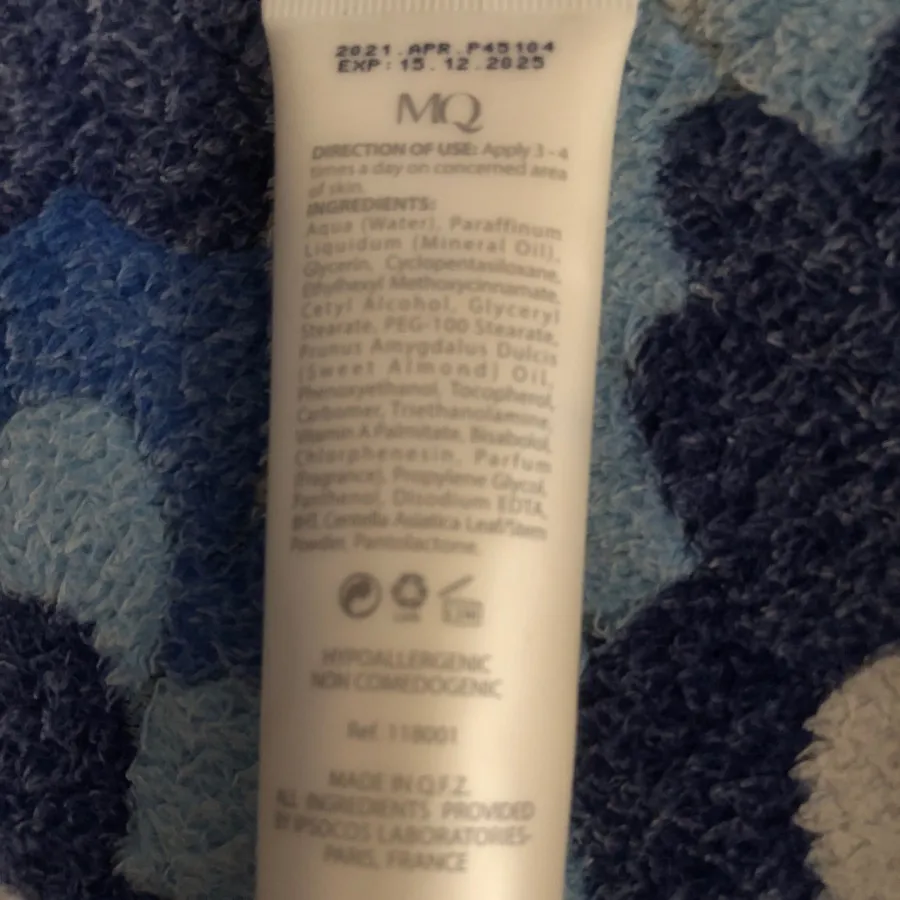 2021.APR.P45104
EXP:15.12.2025
MQ
DIRECTION OF USE: Apply 3-4
times a day on concerned area
of skin.
INGREDIENTS:
Aqua (Water), Paraffinum
Liquidum (Mineral Oil),
Glycerin, Cyclopentasiloxane,
Ethylhexyl Methoxycinnamate,
Cetyl Alcohol, Glyceryl
Stearate, PEG-100 Stearate,
Prunus Amygdalus Dulcis
(Sweet Almond) Oil,
Phenoxyethanol, Tocopherol,
Carbomer, Triethanolamine,
Vitamin A Palmitate, Bisabolol,
Chlorphenesin, Parfum
(Fragrance), Propylene Glycol,
Panthenol, Disodium EDTA,
BHT, Centella Asiatica Leaf/Stem
Powder, Pantolactone.
HYPOALLERGENIC
NON COMEDOGENIC
Ref. 118001
MADE IN Q.F.Z.
ALL INGREDIENTS PROVIDED
BY IPSOCOS LABORATORIES-
PARIS, FRANCE